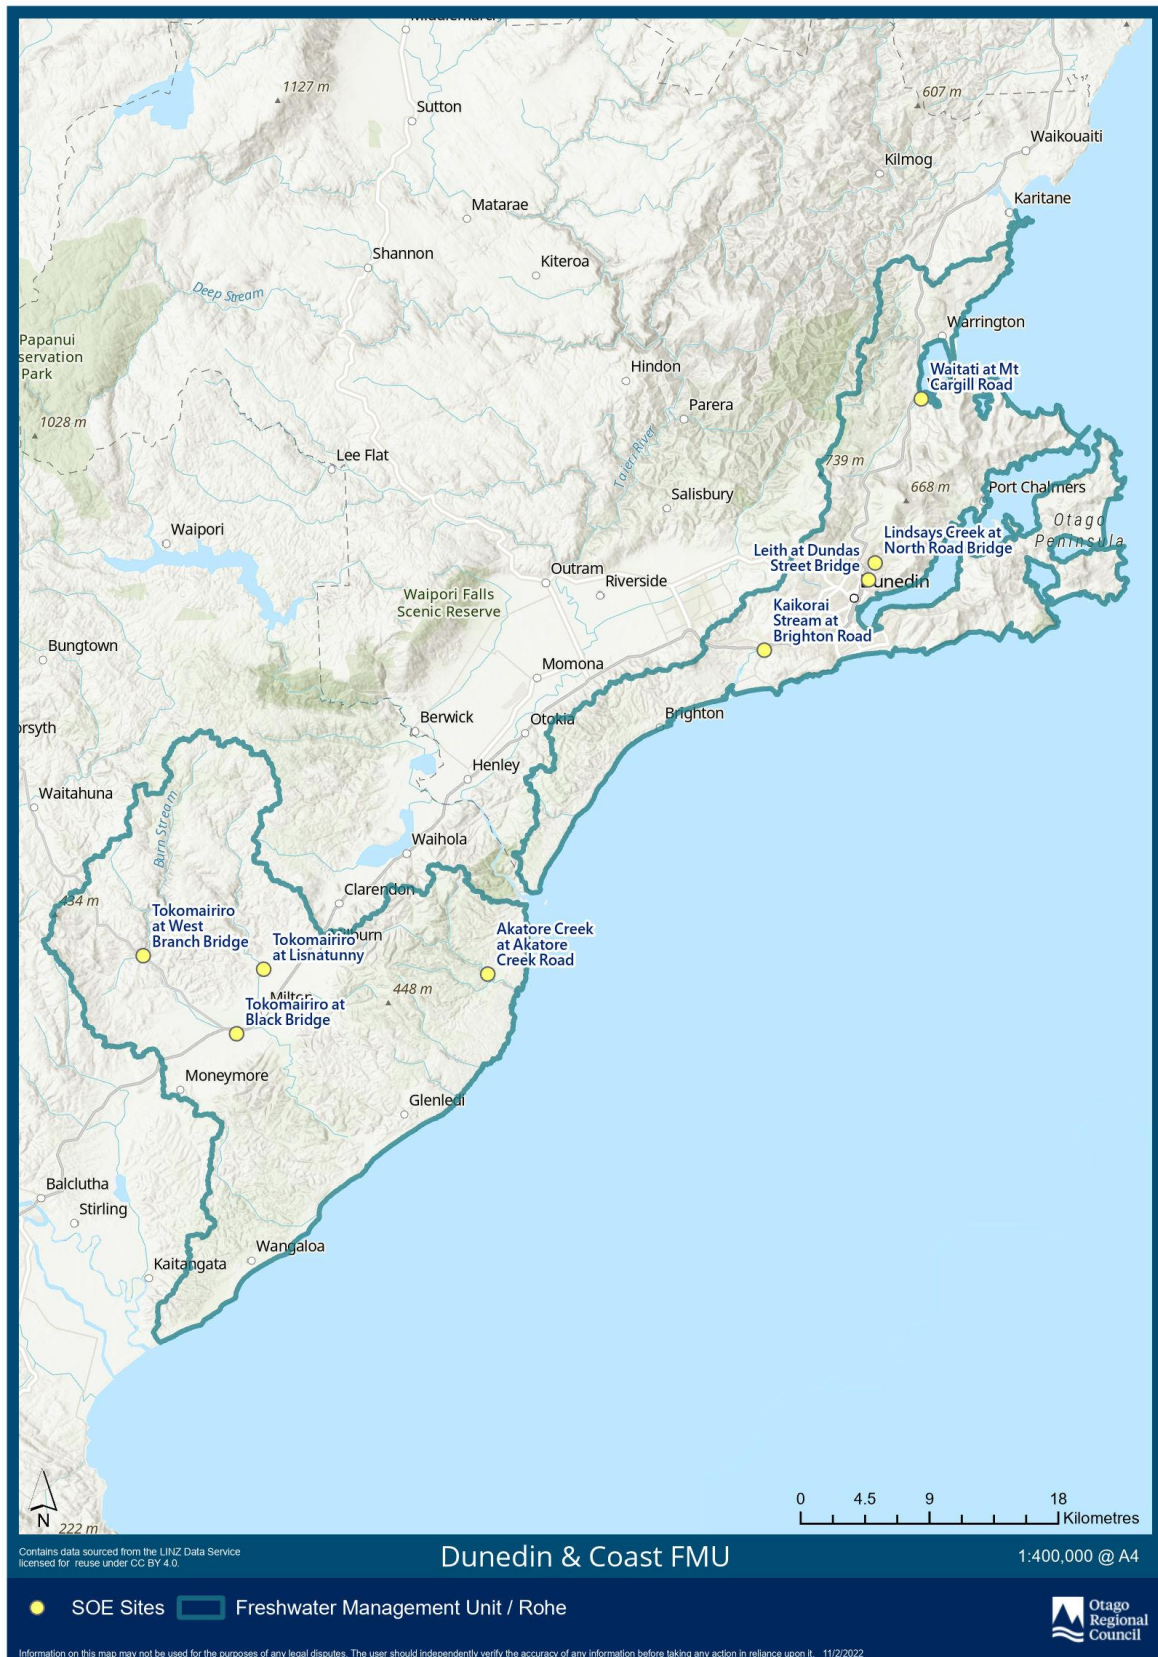 1127 m
Sutton
607 m
Waikouaiti
Kilmog
Karitane
Matarae
Shannon
Kiteroa
Deep Stream
Warrington
Papanui
servation
Park
Hindon
Waitati at Mt
Cargill Road
Parera
1028 m
Taieri River
Lee Flat
739 m
668 m
Port Chalmers
Salisbury
Otago
Peninsula
Waipori
Lindsays Creek at
North Road Bridge
Leith at Dundas
Street Bridge
Dunedin
Outram
Riverside
Waipori Falls
Scenic Reserve
Kaikorai
Stream at
Brighton Road
Bungtown
Momona
Berwick
Otokia
Brighton
orsyth
Henley
Waitahuna
Burn Stream
Waihola
Clarendon
434 m
Tokomairiro
at West
Branch Bridge
Tokomairiro
at Lisnatunny
burn
Akatore Creek
at Akatore
Creek Road
448 m
Milton
Tokomairiro at
Black Bridge
Moneymore
Glenledi
Balclutha
Stirling
Wangaloa
Kaitangata
N
222 m
0 4.5 9 18
Kilometres
Contains data sourced from the LINZ Data Service
licensed for reuse under CC BY 4.0.
Dunedin & Coast FMU
1:400,000 @ A4
SOE Sites
Freshwater Management Unit / Rohe
Otago
Regional
Council
Information on this map may not be used for the purposes of any legal disputes. The user should independently verify the accuracy of any information before taking any action in reliance upon it. 11/2/2022